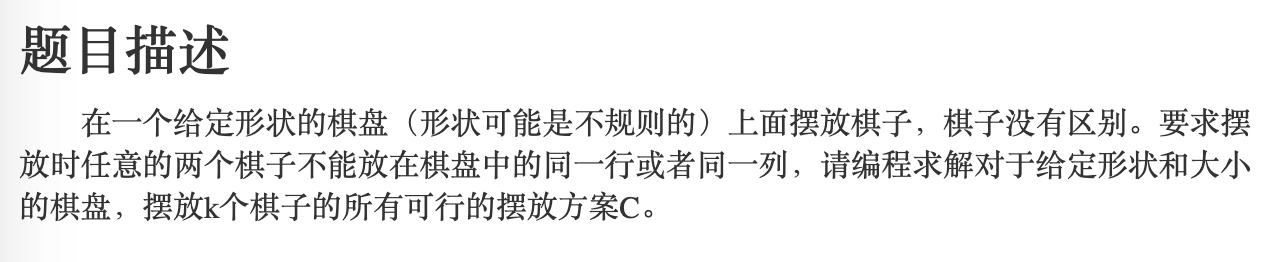 题目描述
在一个给定形状的棋盘（形状可能是不规则的）上面摆放棋子，棋子没有区别。要求摆
放时任意的两个棋子不能放在棋盘中的同一行或者同一列，请编程求解对于给定形状和大小
的棋盘，摆放k个棋子的所有可行的摆放方案C。